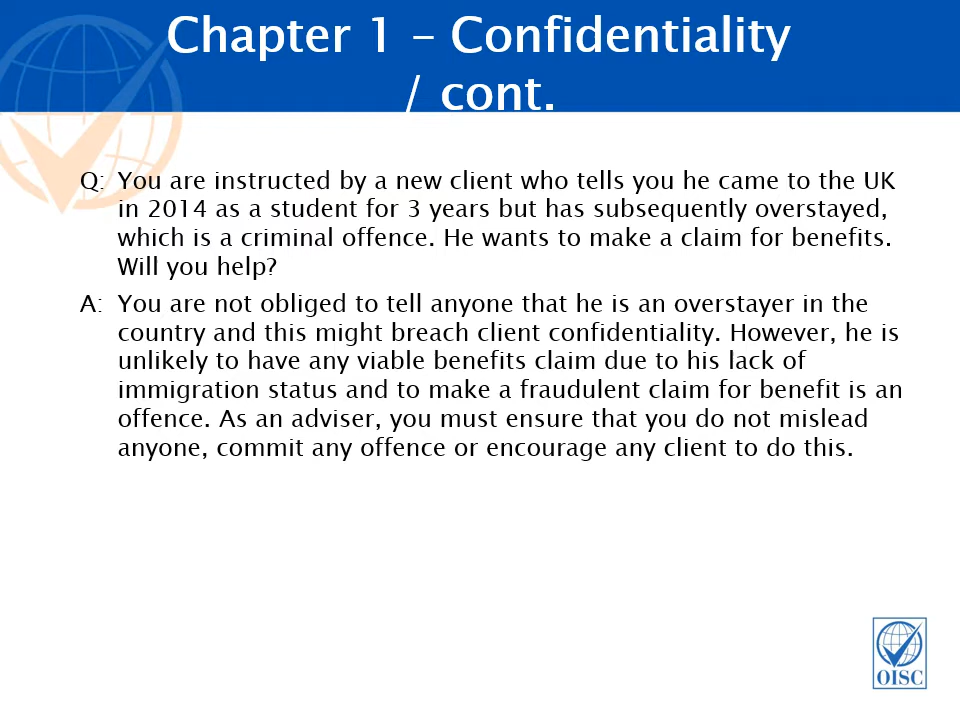 Chapter 1 – Confidentiality
/ cont.
Q: You are instructed by a new client who tells you he came to the UK
in 2014 as a student for 3 years but has subsequently overstayed,
which is a criminal offence. He wants to make a claim for benefits.
Will you help?
A: You are not obliged to tell anyone that he is an overstayer in the
country and this might breach client confidentiality. However, he is
unlikely to have any viable benefits claim due to his lack of
immigration status and to make a fraudulent claim for benefit is an
offence. As an adviser, you must ensure that you do not mislead
anyone, commit any offence or encourage any client to do this.
OISC